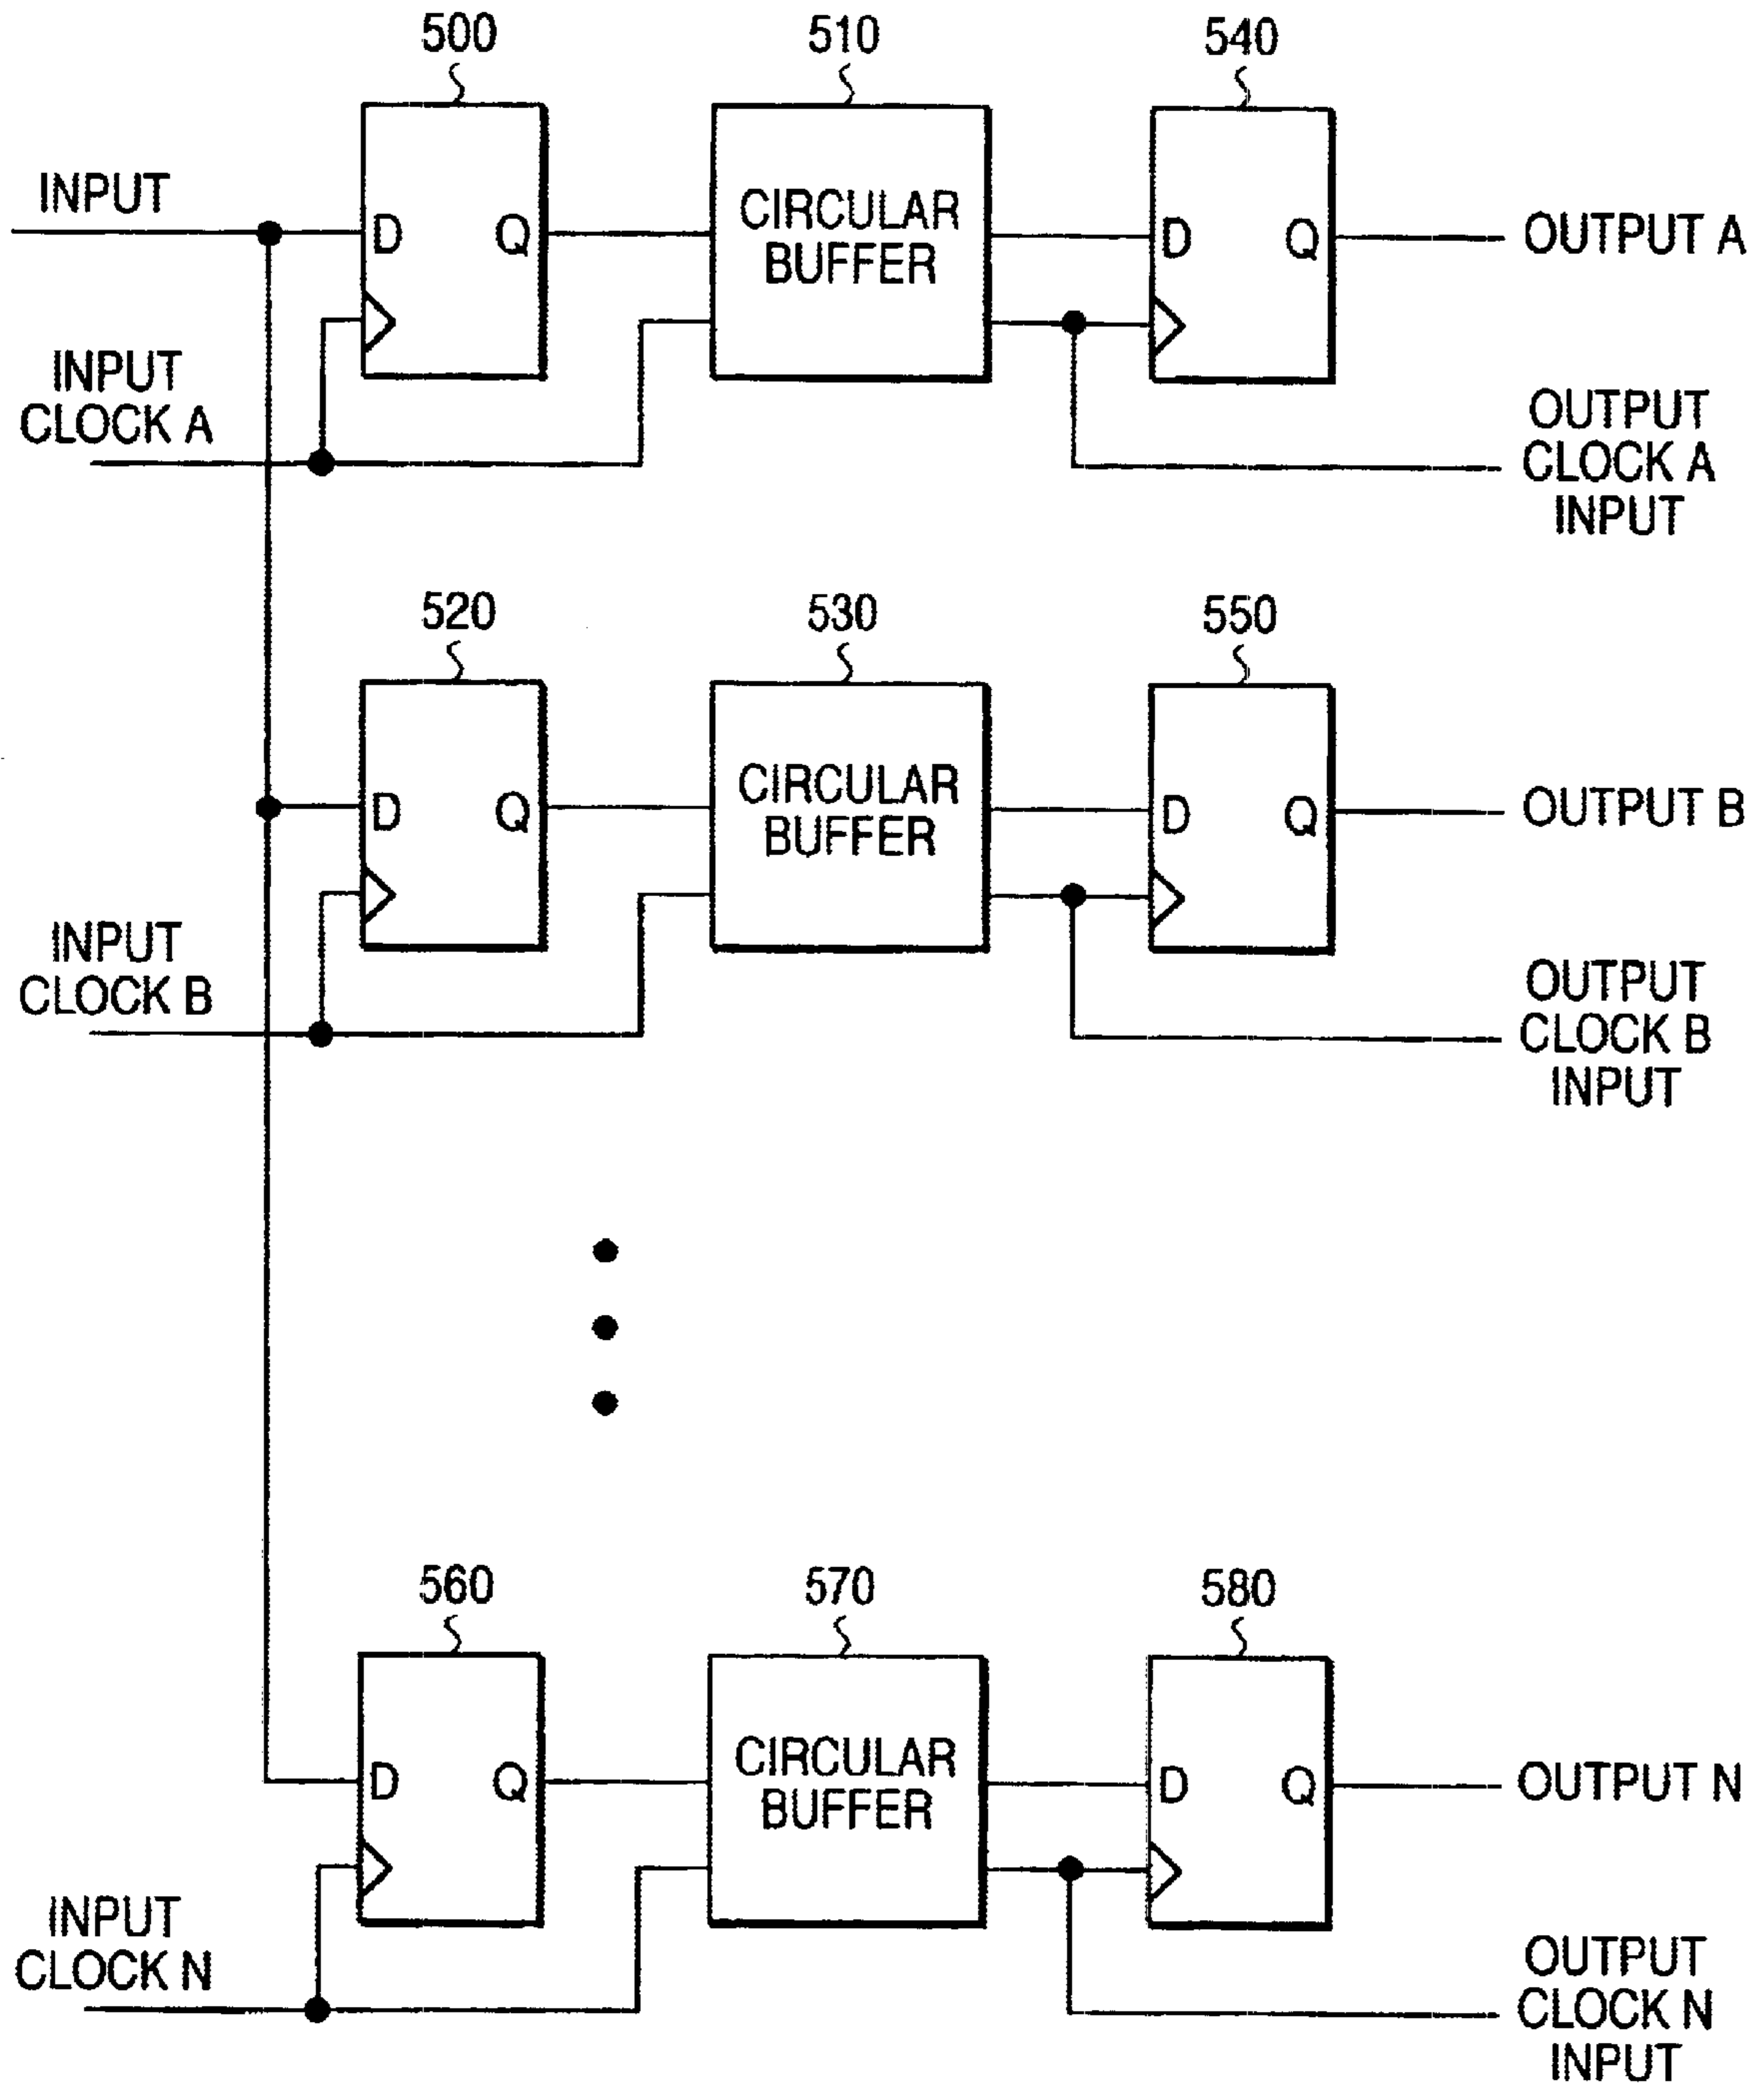 500
510
540
INPUT
D
Q
CIRCULAR
BUFFER
D
Q
OUTPUT A
INPUT
CLOCK A
OUTPUT
CLOCK A
INPUT
520
530
550
D
Q
CIRCULAR
BUFFER
D
Q
OUTPUT B
INPUT
CLOCK B
OUTPUT
CLOCK B
INPUT
560
570
580
D
Q
CIRCULAR
BUFFER
D
Q
OUTPUT N
INPUT
CLOCK N
OUTPUT
CLOCK N
INPUT